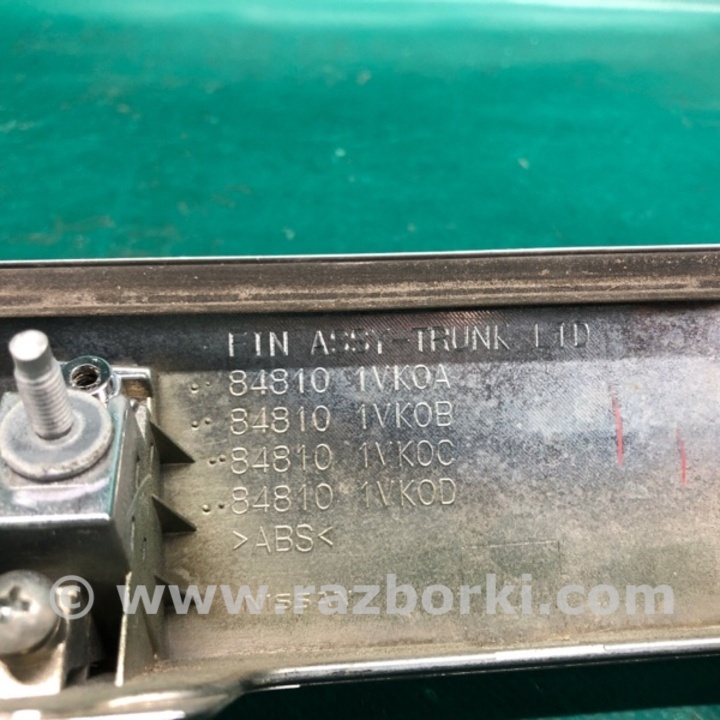 FIN ASSY-TRUNK LID
84810 1VK0A
84810 1VK0B
84810 1VK0C
84810 1VK0D
>ABS<
© www.razborki.com